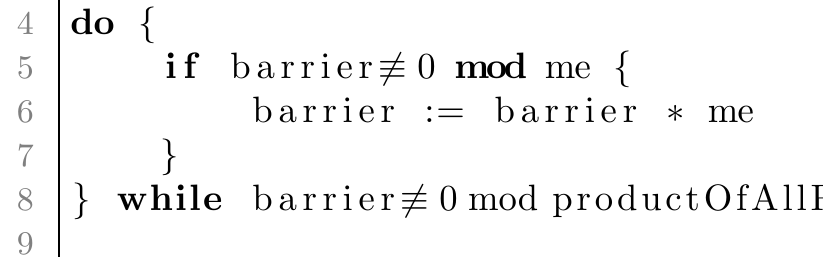 4 do {
5 if barrier≢ 0 mod me {
6 barrier := barrier * me
7 }
8 } while barrier≢ 0 mod productOfAll
9